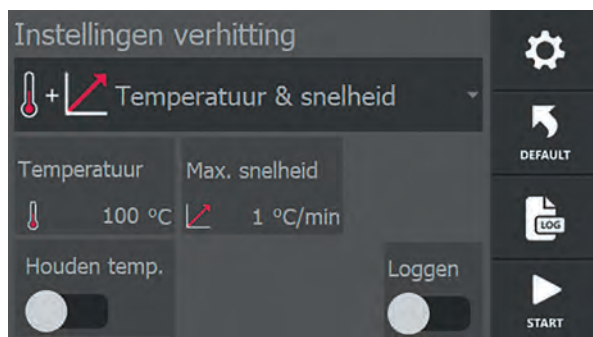 Instellingen verhitting
+ Temperatuur & snelheid
DEFAULT
Temperatuur Max. snelheid
100 °C 1 °C/min
LOG
Houden temp. Loggen
START